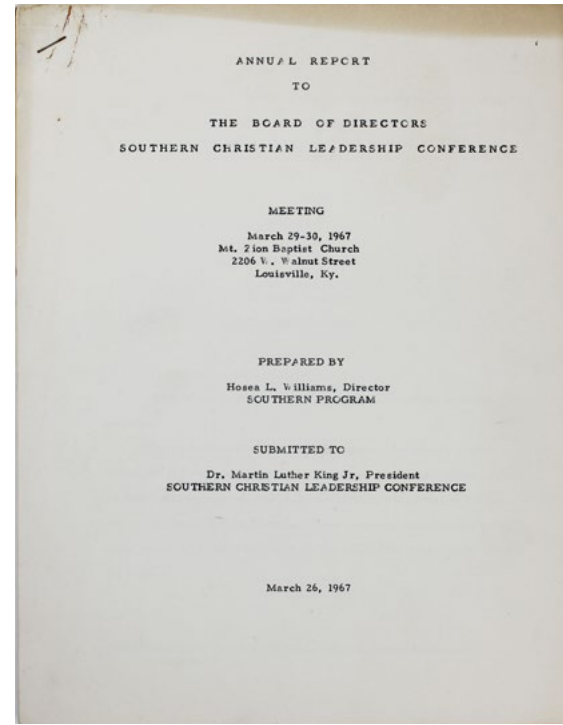 ANNUAL REPORT
TO
THE BOARD OF DIRECTORS
SOUTHERN CHRISTIAN LEADERSHIP CONFERENCE
MEETING
March 29-30, 1967
Mt. Zion Baptist Church
2206 W. Walnut Street
Louisville, Ky.
PREPARED BY
Hosea L. Williams, Director
SOUTHERN PROGRAM
SUBMITTED TO
Dr. Martin Luther King Jr, President
SOUTHERN CHRISTIAN LEADERSHIP CONFERENCE
March 26, 1967